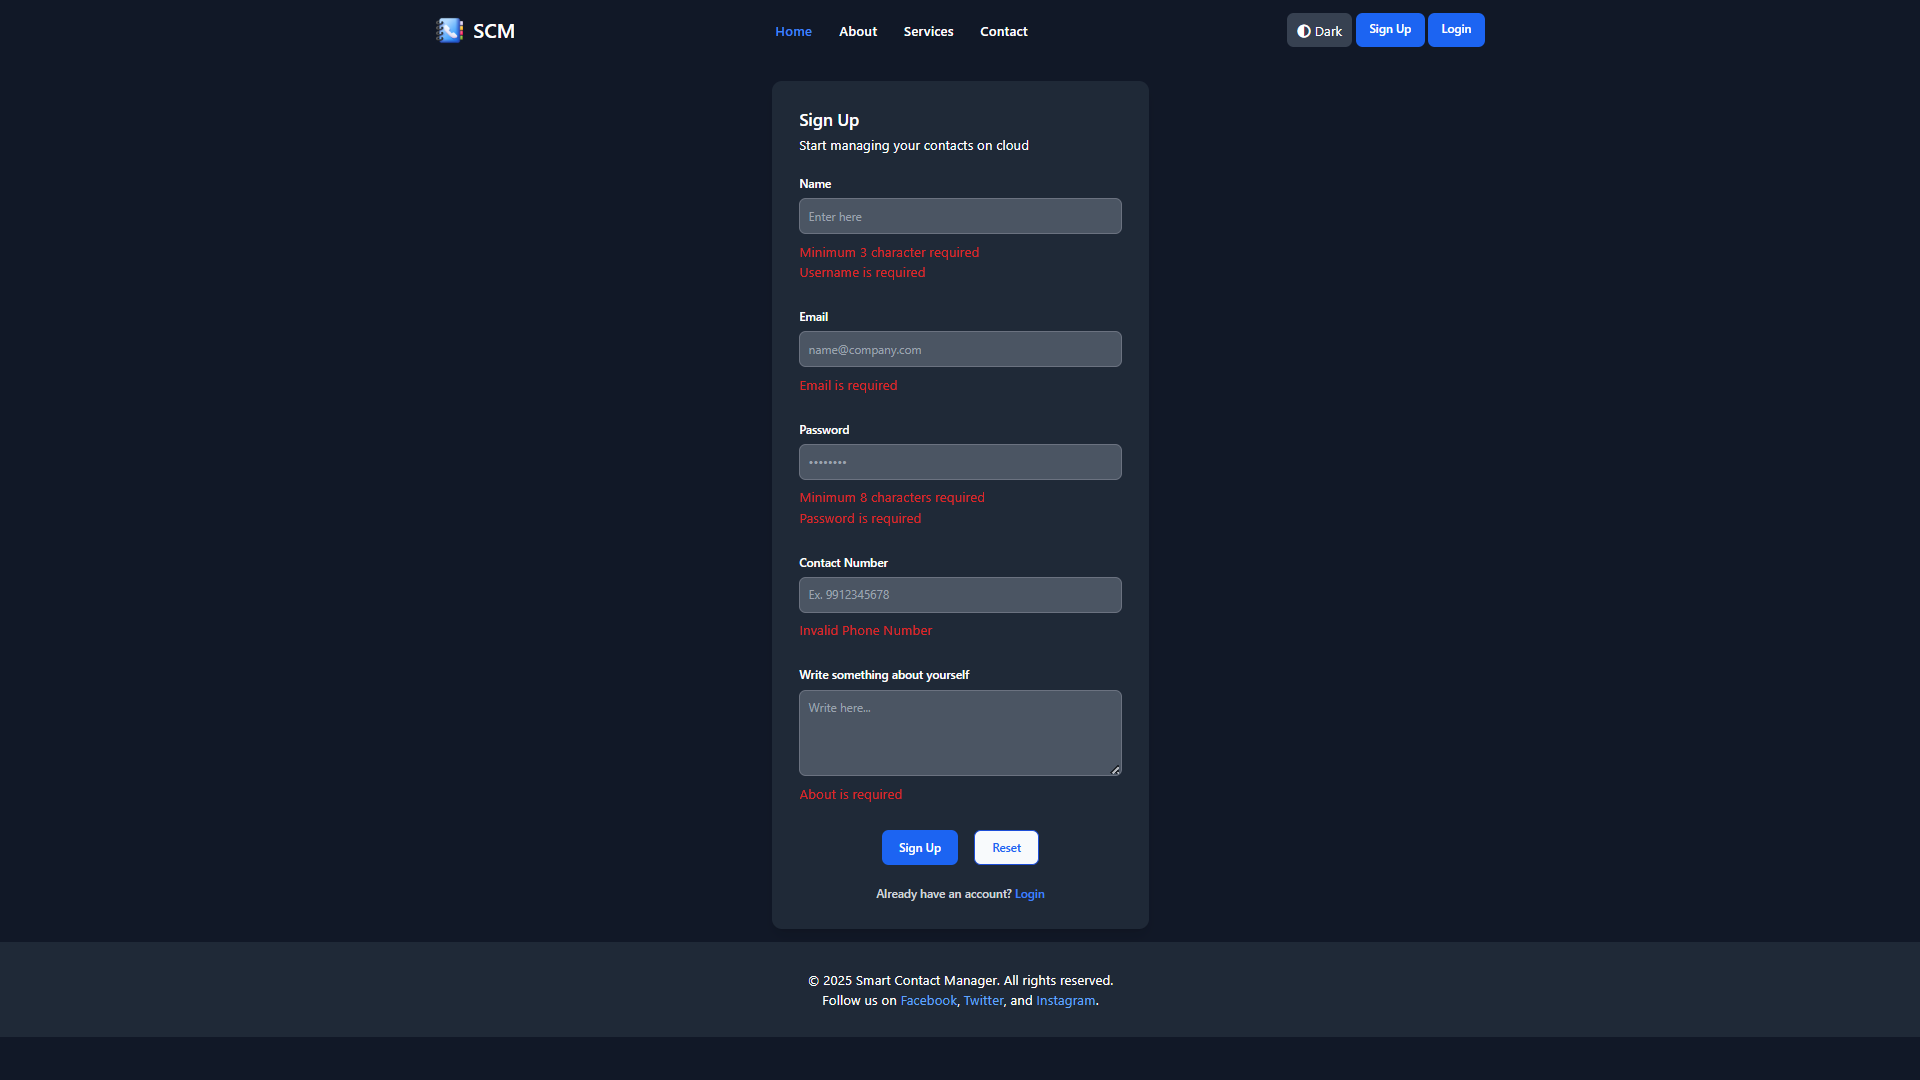 SCM
Home About Services Contact
Dark Sign Up Login
Sign Up
Start managing your contacts on cloud
Name
Enter here
Minimum 3 character required
Username is required
Email
name@company.com
Email is required
Password
••••••••
Minimum 8 characters required
Password is required
Contact Number
Ex. 9912345678
Invalid Phone Number
Write something about yourself
Write here...
About is required
Sign Up Reset
Already have an account? Login
© 2025 Smart Contact Manager. All rights reserved.
Follow us on Facebook, Twitter, and Instagram.